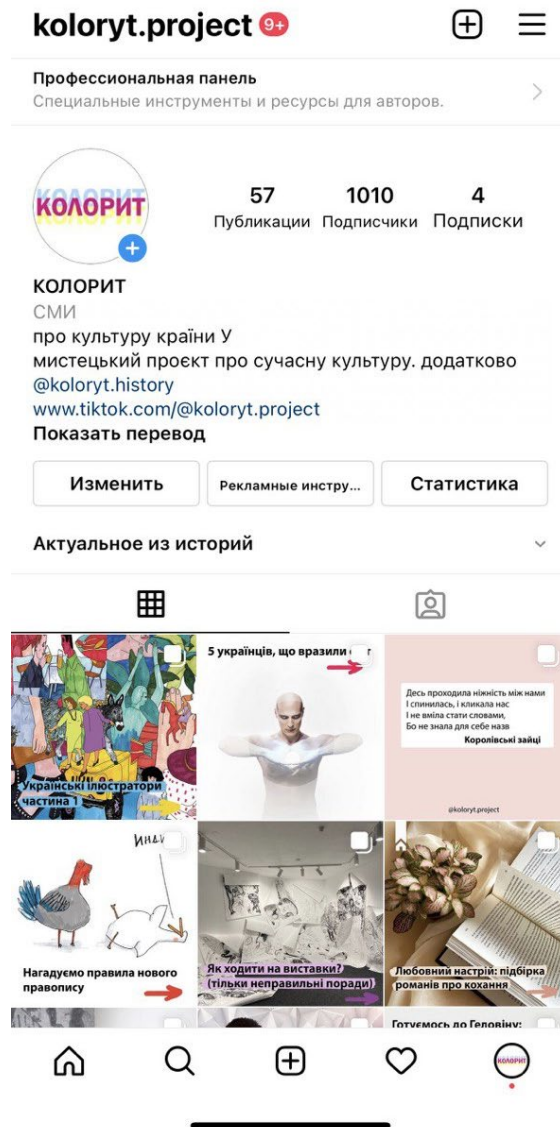 koloryt.project 9+
Профессиональная панель
Специальные инструменты и ресурсы для авторов.
КОЛОРИТ
57 1010 4
Публикации Подписчики Подписки
КОЛОРИТ
СМИ
про культуру країни У
мистецький проєкт про сучасну культуру. додатково
@koloryt.history
www.tiktok.com/@koloryt.project
Показать перевод
Изменить Рекламные инстру... Статистика
Актуальное из историй
Українські ілюстратори
частина 1
5 українців, що вразили
Десь проходила ніжність між нами
І спинилась, і кликала нас
І не вміла стати словами,
Бо не знала для себе назв
Королівські зайці
@koloryt.project
Нагадуємо правила нового
правопису
Як ходити на виставки?
(тільки неправильні поради)
Любовний настрій: підбірка
романів про кохання
Готуємось до Геловіну:
КОЛОРИТ